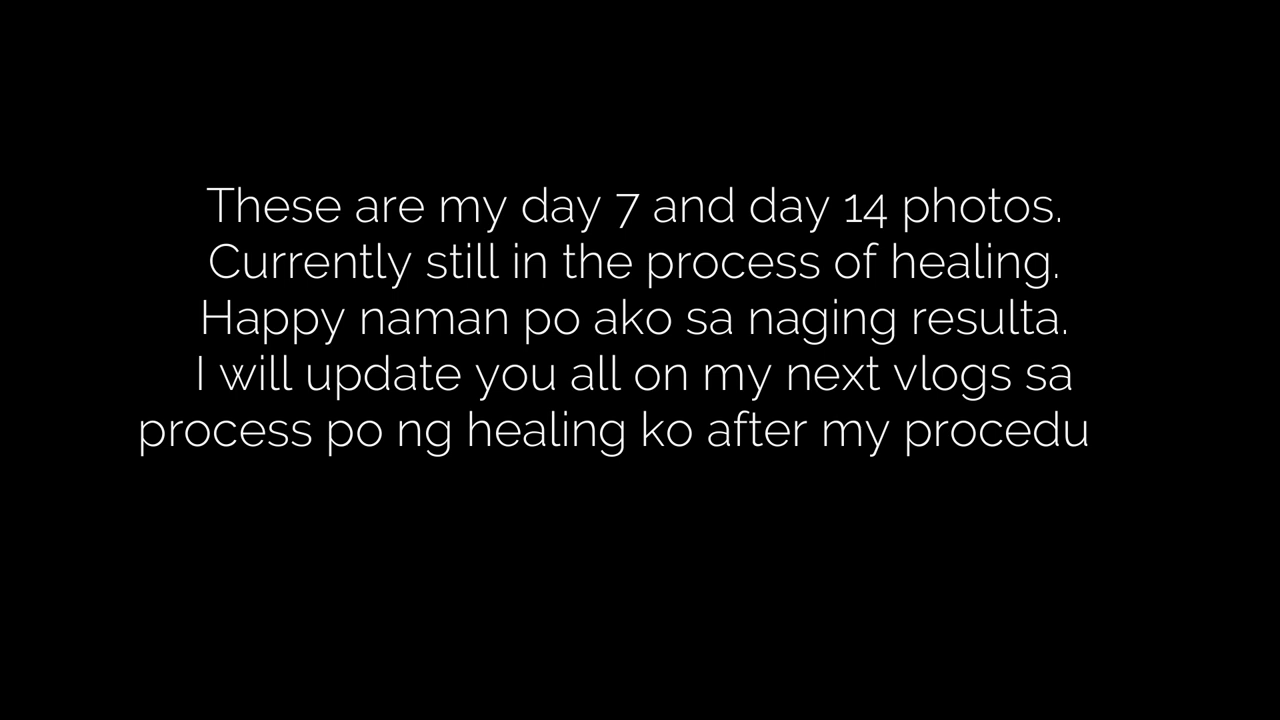 These are my day 7 and day 14 photos.
Currently still in the process of healing.
Happy naman po ako sa naging resulta.
I will update you all on my next vlogs sa
process po ng healing ko after my procedu